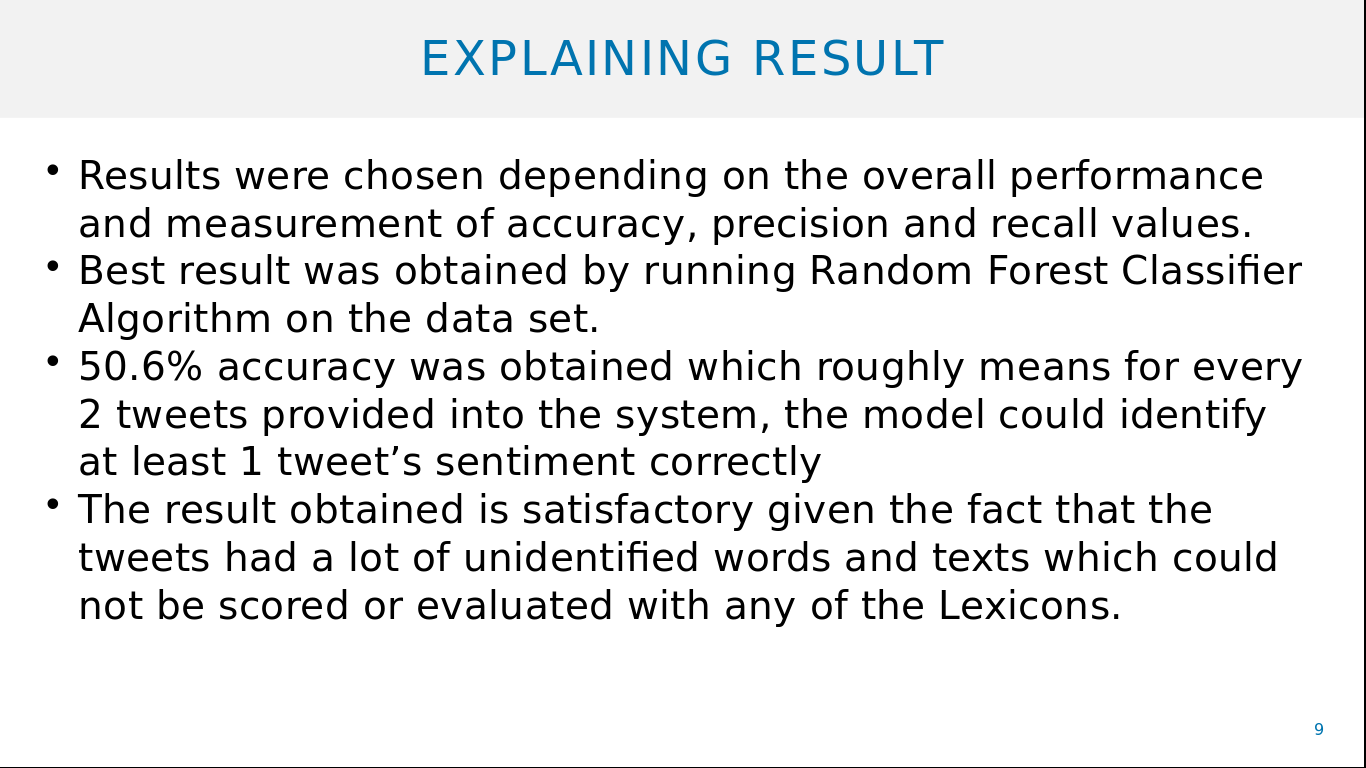 EXPLAINING RESULT
• Results were chosen depending on the overall performance
and measurement of accuracy, precision and recall values.
• Best result was obtained by running Random Forest Classifier
Algorithm on the data set.
• 50.6% accuracy was obtained which roughly means for every
2 tweets provided into the system, the model could identify
at least 1 tweet’s sentiment correctly
• The result obtained is satisfactory given the fact that the
tweets had a lot of unidentified words and texts which could
not be scored or evaluated with any of the Lexicons.
9